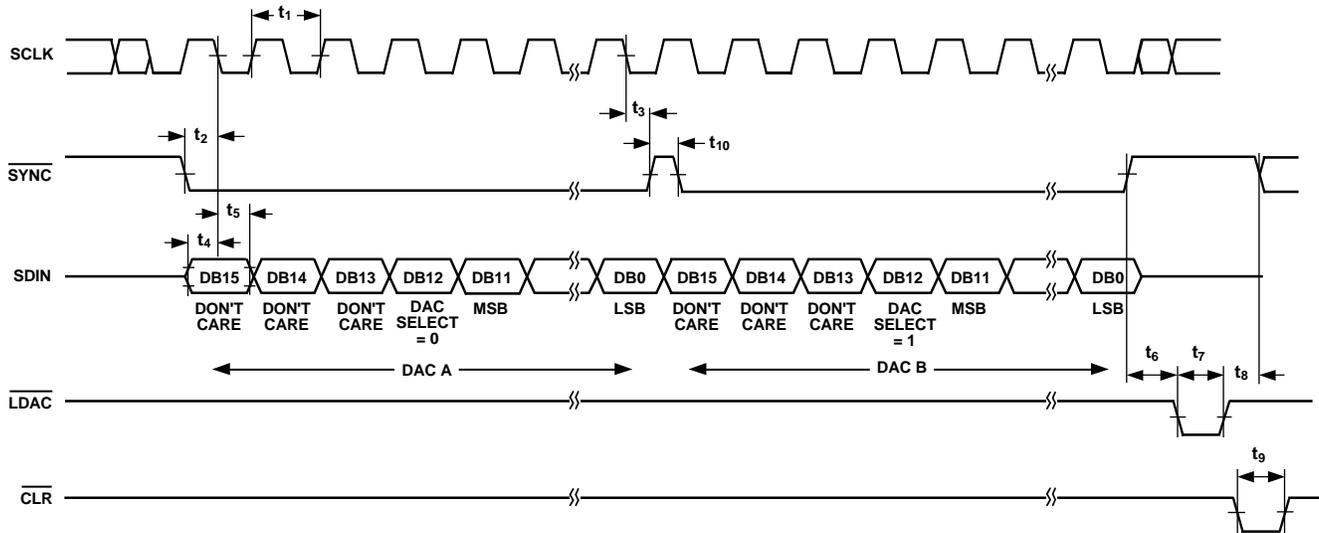 t1
SCLK
t3
t2
t10
SYNC
t5
t4
SDIN
DB15 DB14 DB13 DB12 DB11 DB0 DB15 DB14 DB13 DB12 DB11 DB0
DON'T CARE DON'T CARE DON'T CARE DAC SELECT = 0 MSB LSB DON'T CARE DON'T CARE DON'T CARE DAC SELECT = 1 MSB LSB
DAC A DAC B
t6 t7 t8
LDAC
t9
CLR